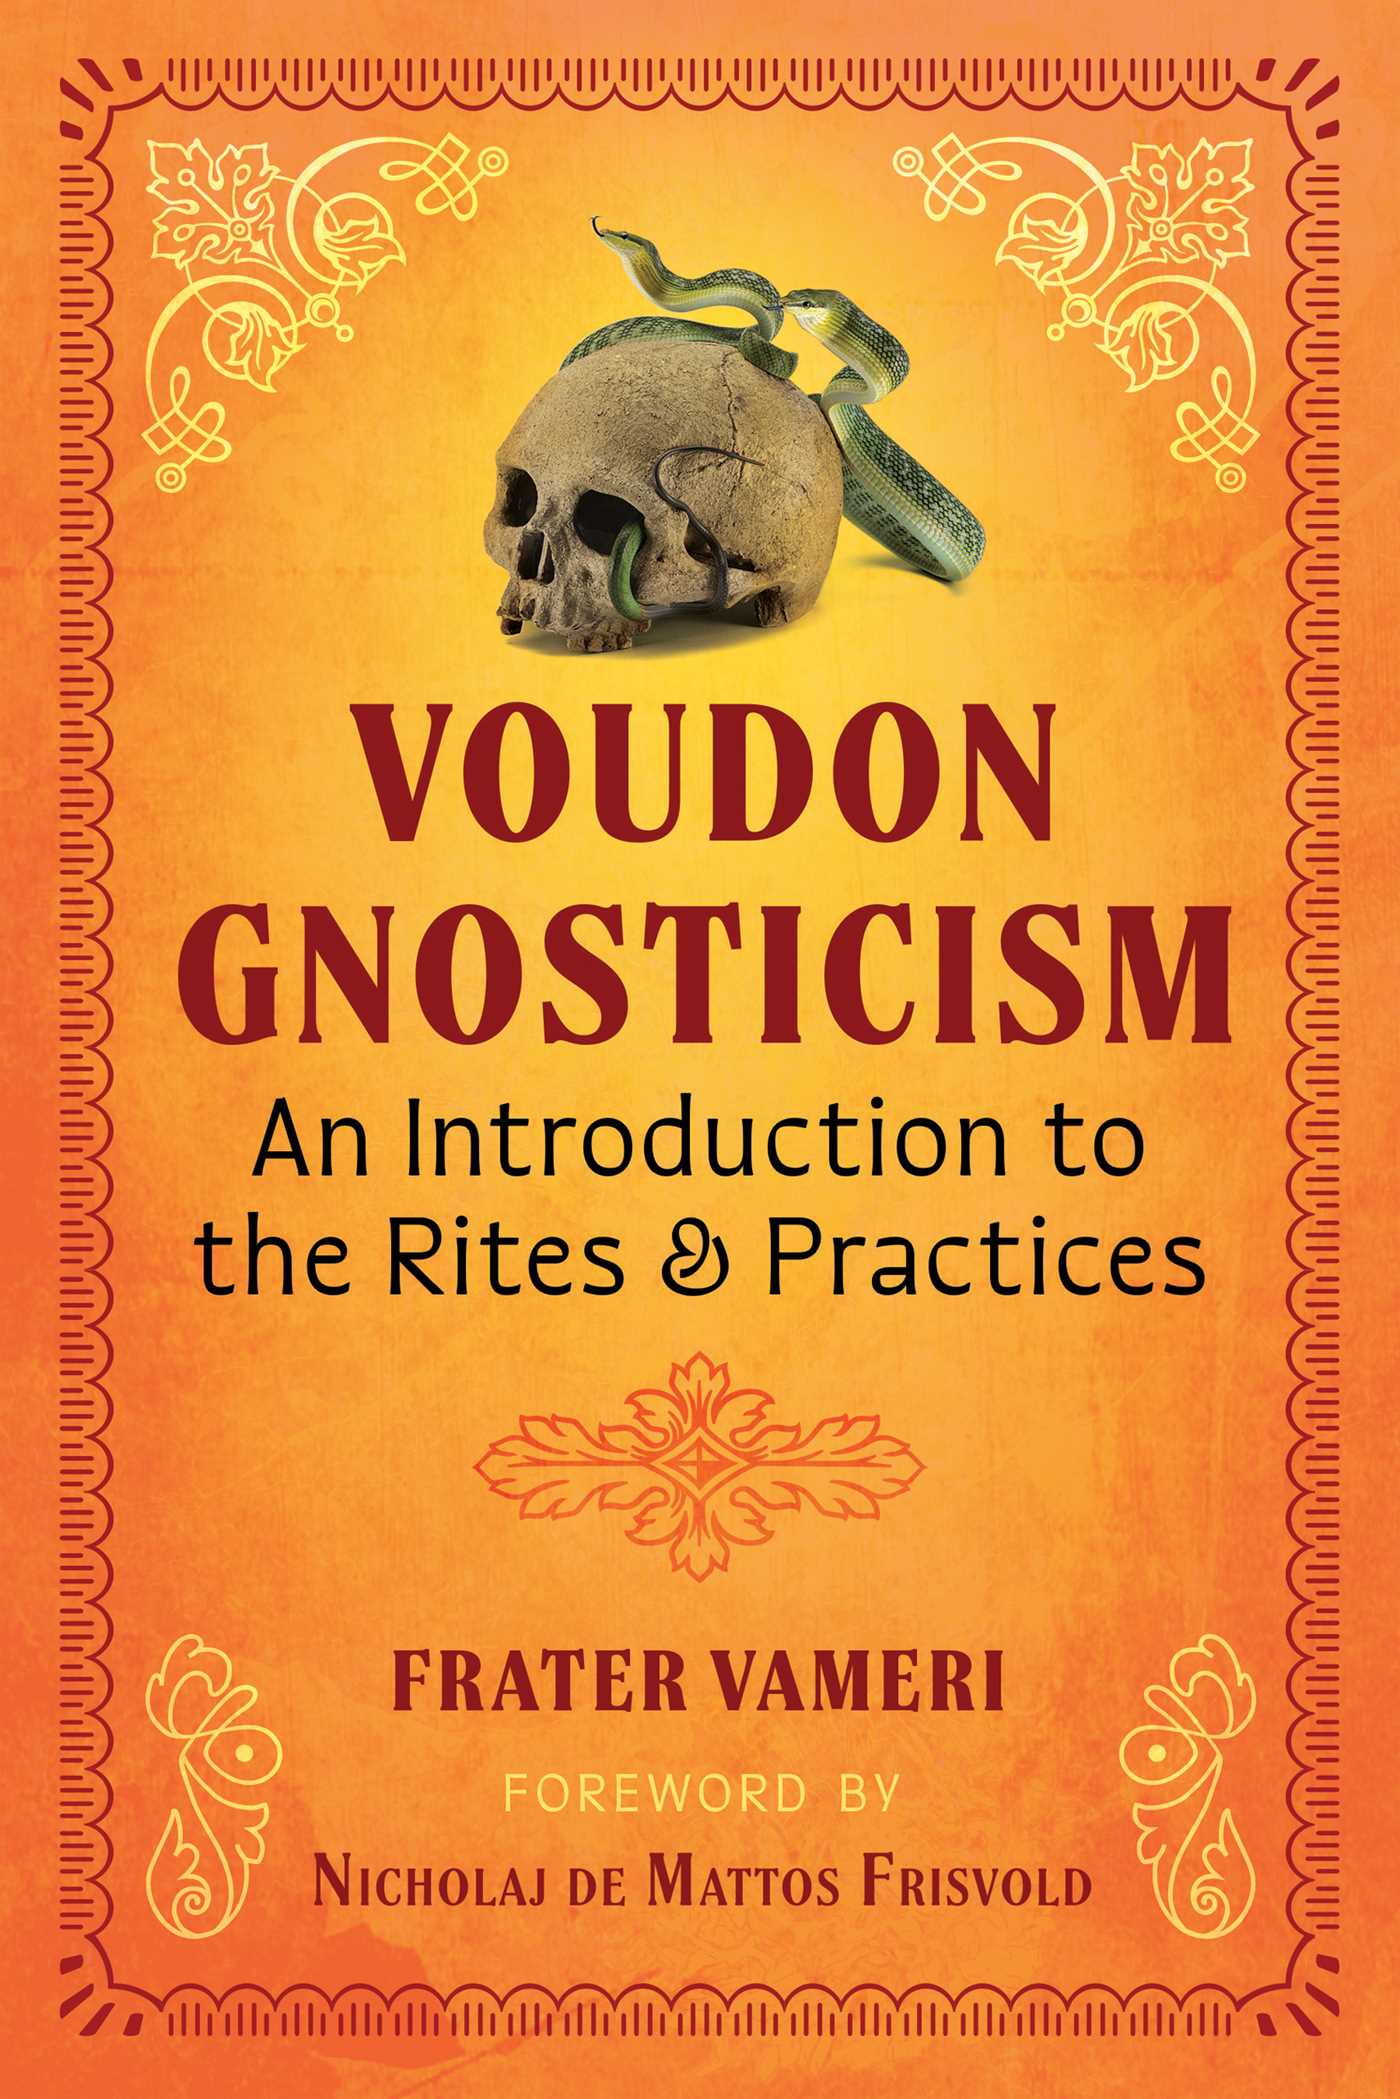 VOUDON
GNOSTICISM
An Introduction to
the Rites & Practices
FRATER VAMERI
FOREWORD BY
NICHOLAJ DE MATTOS FRISVOLD